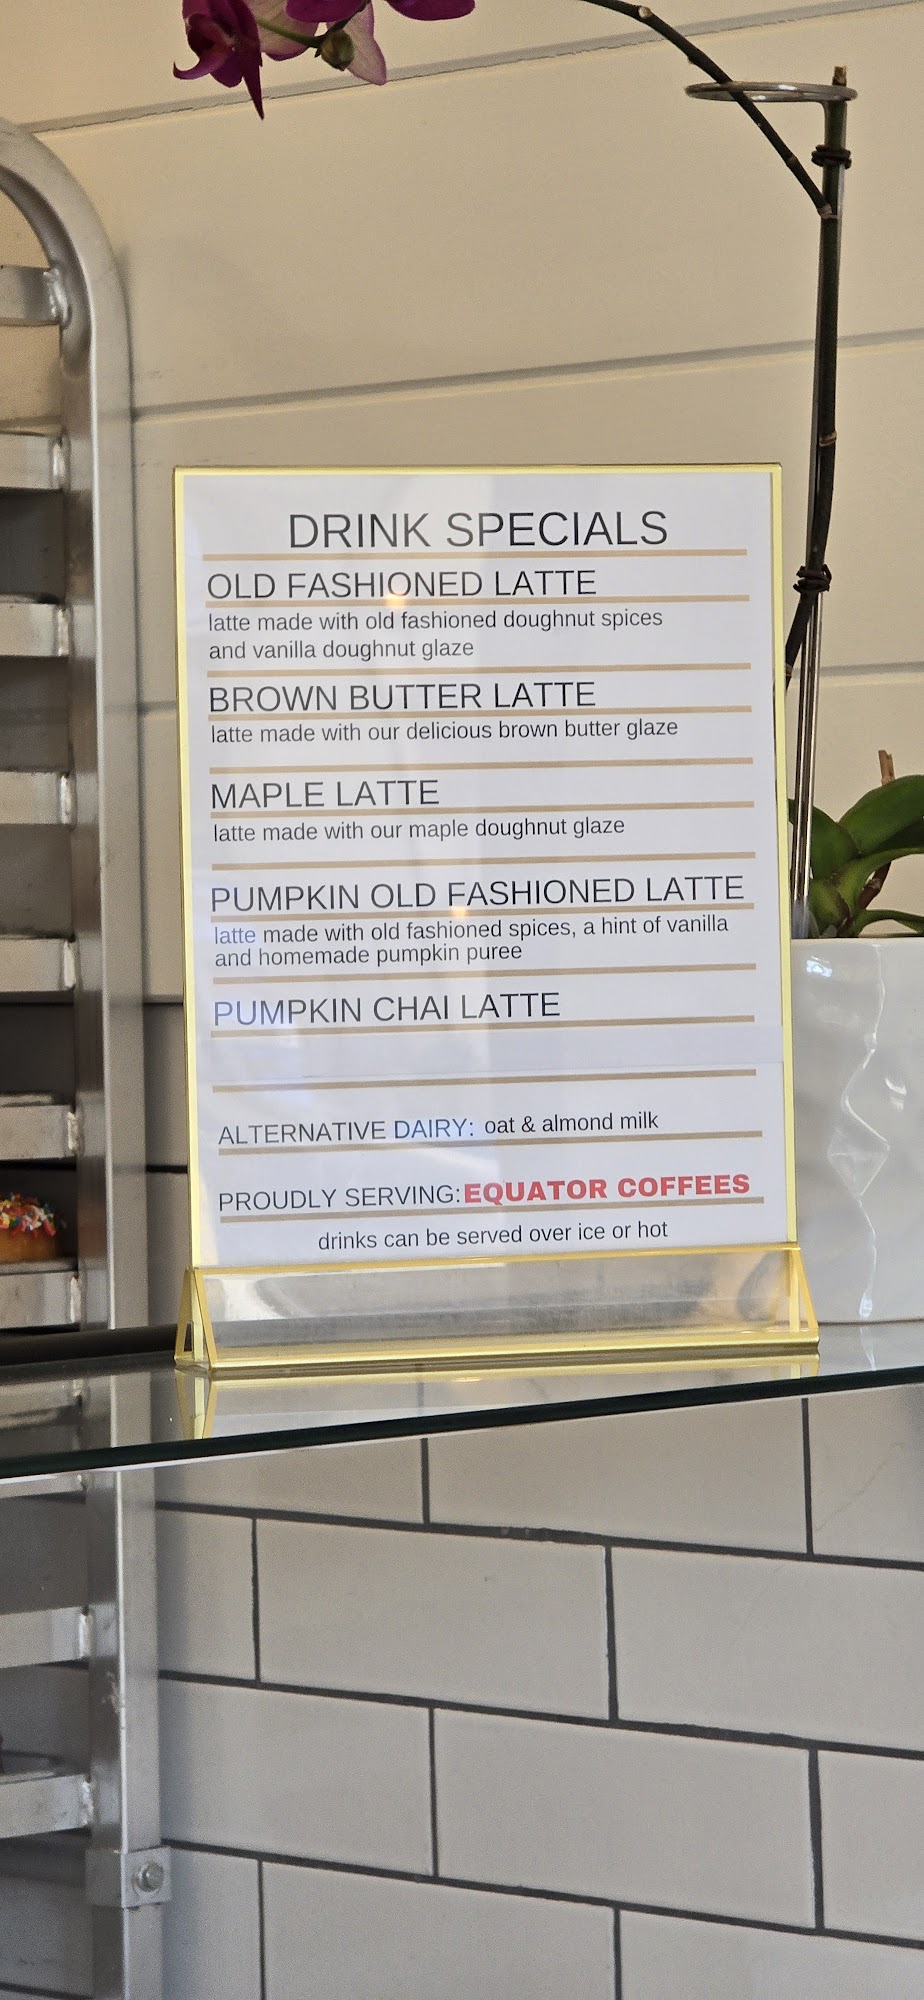 DRINK SPECIALS
OLD FASHIONED LATTE
latte made with old fashioned doughnut spices
and vanilla doughnut glaze
BROWN BUTTER LATTE
latte made with our delicious brown butter glaze
MAPLE LATTE
latte made with our maple doughnut glaze
PUMPKIN OLD FASHIONED LATTE
latte made with old fashioned spices, a hint of vanilla
and homemade pumpkin puree
PUMPKIN CHAI LATTE
ALTERNATIVE DAIRY: oat & almond milk
PROUDLY SERVING: EQUATOR COFFEES
drinks can be served over ice or hot